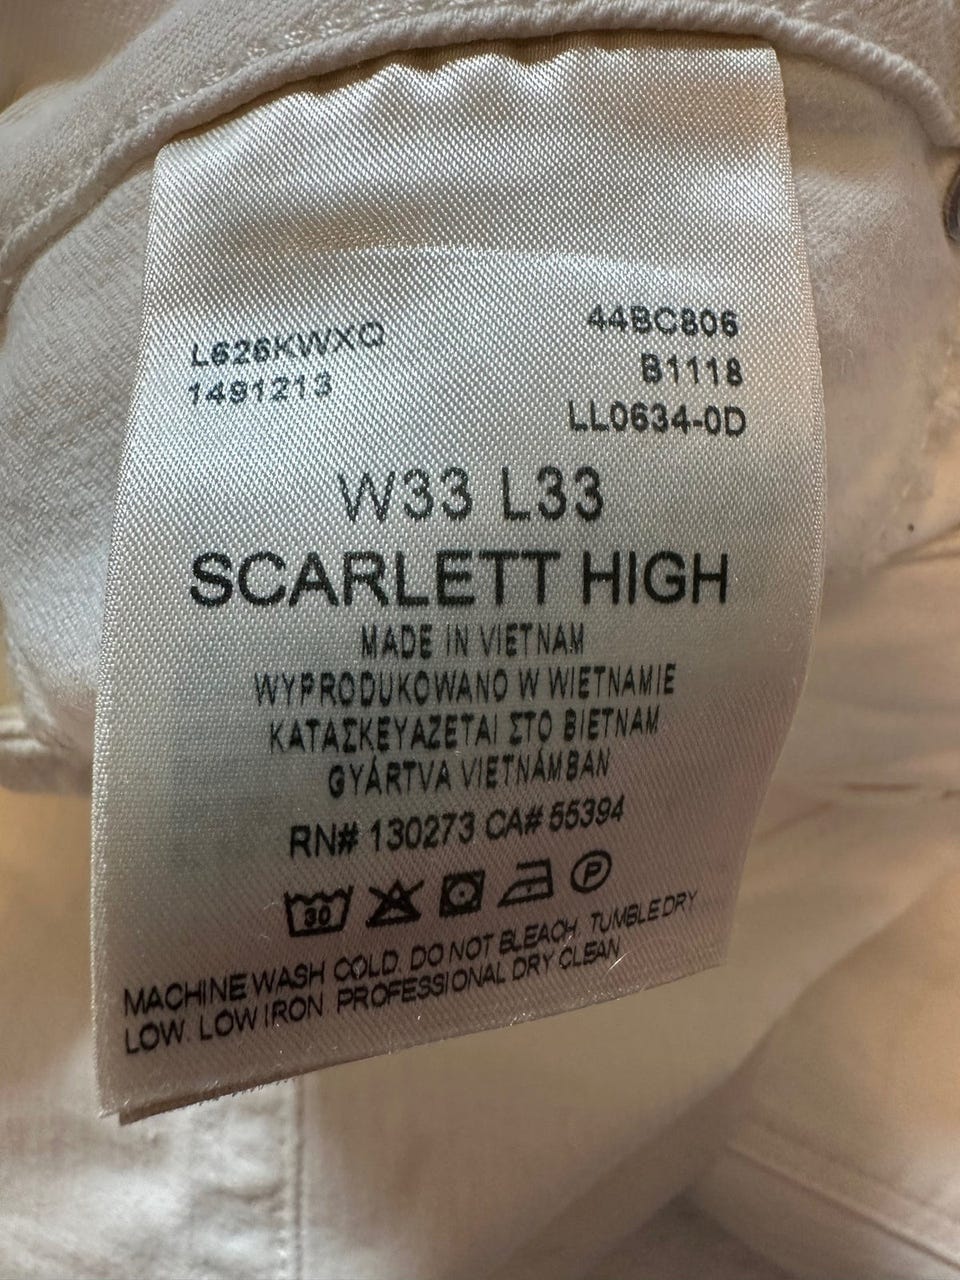 L626KWXQ
1491213
44BC806
B1118
LL0634-0D
W33 L33
SCARLETT HIGH
MADE IN VIETNAM
WYPRODUKOWANO W WIETNAMIE
ΚΑΤΑΣΚΕΥΑΖΕΤΑΙ ΣΤΟ ΒΙΕΤΝΑΜ
GYÁRTVA VIETNÁMBAN
RN# 130273 CA# 55394
30 P
MACHINE WASH COLD. DO NOT BLEACH. TUMBLE DRY
LOW. LOW IRON PROFESSIONAL DRY CLEAN